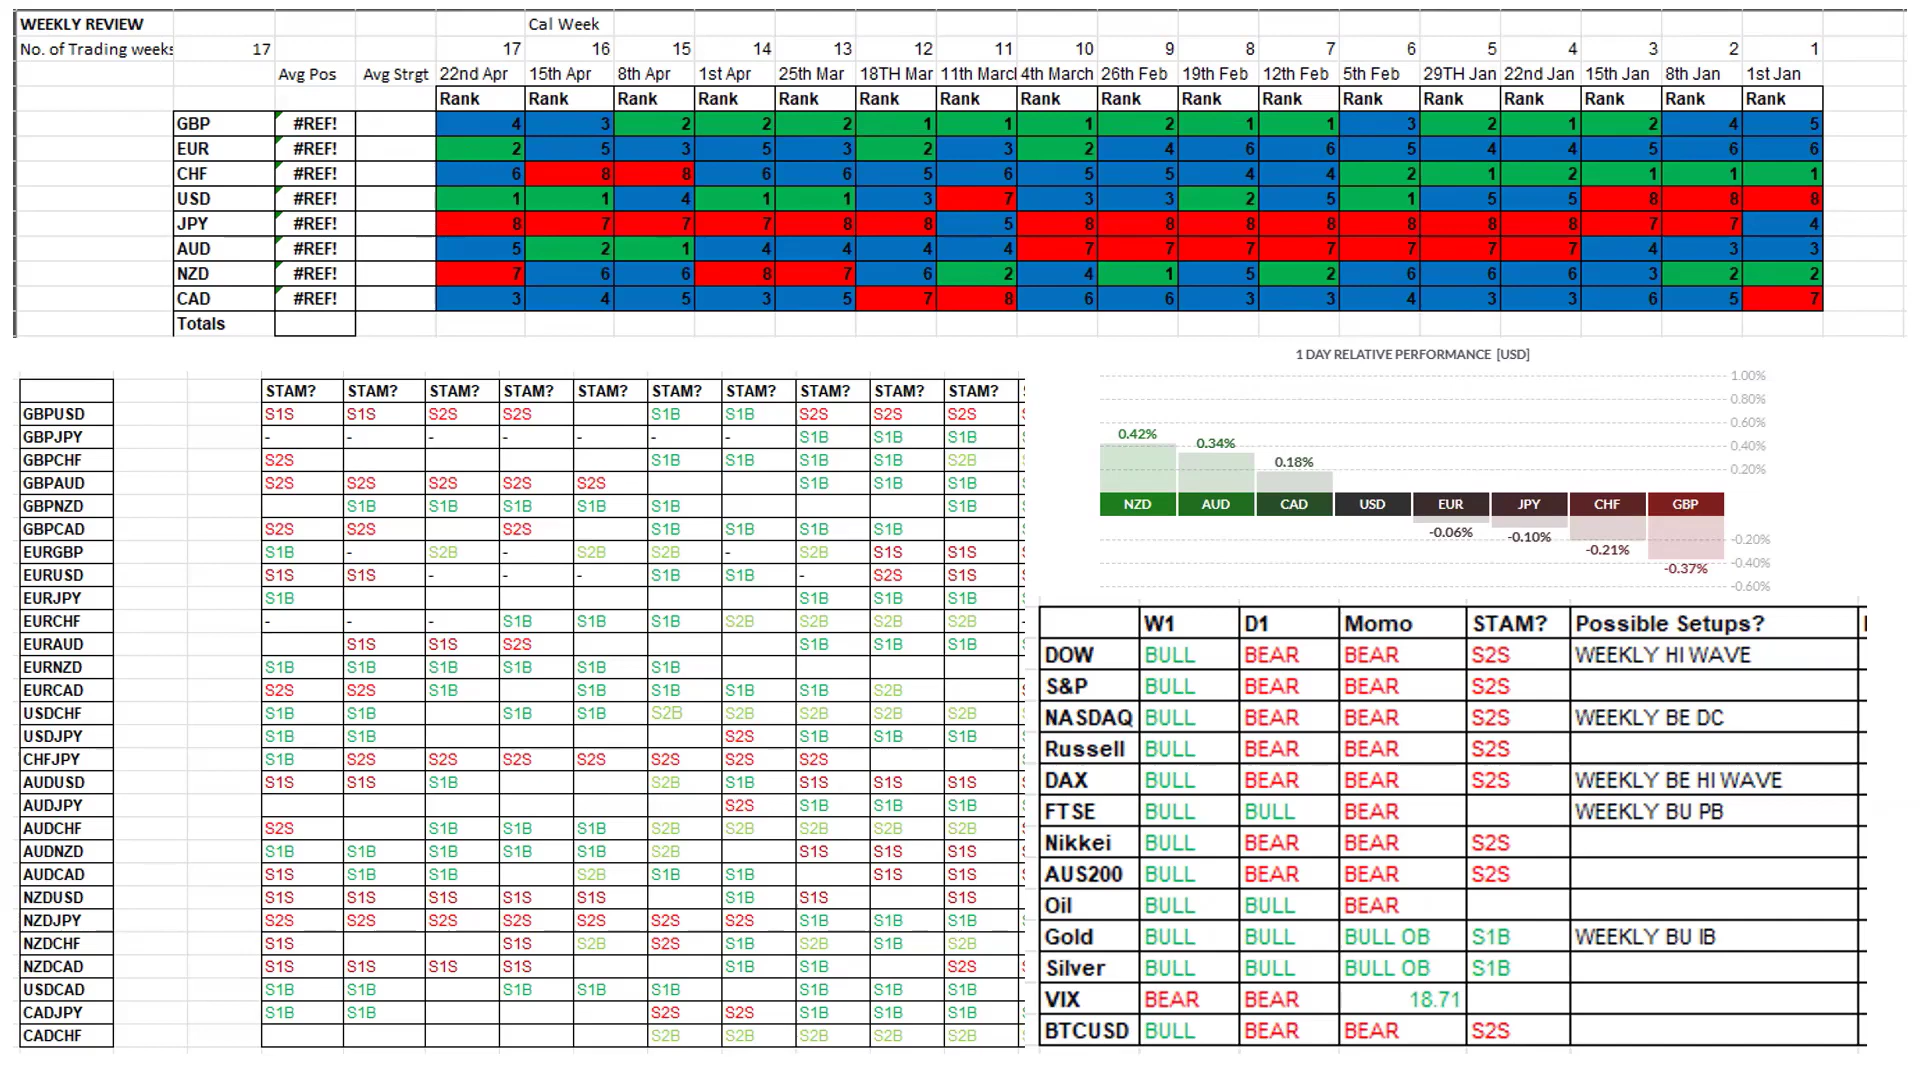 WEEKLY REVIEW Cal Week
No. of Trading weeks 17 17 16 15 14 13 12 11 10 9 8 7 6 5 4 3 2 1
Avg Pos Avg Strgt 22nd Apr 15th Apr 8th Apr 1st Apr 25th Mar 18TH Mar 11th Marcl 4th March 26th Feb 19th Feb 12th Feb 5th Feb 29TH Jan 22nd Jan 15th Jan 8th Jan 1st Jan
Rank Rank Rank Rank Rank Rank Rank Rank Rank Rank Rank Rank Rank Rank Rank Rank Rank
GBP #REF! 4 3 2 2 2 1 1 1 2 1 1 3 2 1 2 4 5
EUR #REF! 2 5 3 5 3 2 3 2 4 6 6 5 4 4 5 6 6
CHF #REF! 6 8 8 6 6 5 6 5 5 4 4 2 1 2 1 1 1
USD #REF! 1 1 4 1 1 3 7 3 3 2 5 1 5 5 8 8 8
JPY #REF! 8 7 7 7 8 8 5 8 8 8 8 8 8 8 7 7 4
AUD #REF! 5 2 1 4 4 4 4 7 7 7 7 7 7 7 4 3 3
NZD #REF! 7 6 6 8 7 6 2 4 1 5 2 6 6 6 3 2 2
CAD #REF! 3 4 5 3 5 7 8 6 6 3 3 4 3 3 6 5 7
Totals
STAM? STAM? STAM? STAM? STAM? STAM? STAM? STAM? STAM? STAM?
GBPUSD S1S S1S S2S S2S S1B S1B S2S S2S S2S
GBPJPY - - - - - - - S1B S1B S1B
GBPCHF S2S S1B S1B S1B S1B S2B
GBPAUD S2S S2S S2S S2S S2S S1B S1B S1B
GBPNZD S1B S1B S1B S1B S1B S1B
GBPCAD S2S S2S S2S S1B S1B S1B S1B
EURGBP S1B - S2B - S2B S2B - S2B S1S S1S
EURUSD S1S S1S - - - S1B S1B - S2S S1S
EURJPY S1B S1B S1B S1B
EURCHF - - - S1B S1B S1B S2B S2B S2B S2B
EURAUD S1S S1S S2S S1B S1B S1B
EURNZD S1B S1B S1B S1B S1B S1B
EURCAD S2S S2S S1B S1B S1B S1B S1B S2B
USDCHF S1B S1B S1B S1B S2B S2B S2B S2B S2B
USDJPY S1B S1B S2S S1B S1B S1B
CHFJPY S1B S2S S2S S2S S2S S2S S2S S2S
AUDUSD S1S S1S S1B S2B S1B S1S S1S S1S
AUDJPY S2S S1B S1B S1B
AUDCHF S2S S1B S1B S1B S2B S2B S2B S2B S2B
AUDNZD S1B S1B S1B S1B S1B S2B S1S S1S S1S
AUDCAD S1S S1B S1B S2B S1B S1B S1S S1S
NZDUSD S1S S1S S1S S1S S1S S1B S1S S1S
NZDJPY S2S S2S S2S S2S S2S S2S S2S S1B S1B S1B
NZDCHF S1S S1S S2B S2S S1B S2B S1B S2B
NZDCAD S1S S1S S1S S1S S1B S1B S2S
USDCAD S1B S1B S1B S1B S1B S1B S1B S1B
CADJPY S1B S1B S2S S2S S1B S1B S1B
CADCHF S2B S2B S2B S2B S2B
1 DAY RELATIVE PERFORMANCE [USD]
1.00%
0.80%
0.60%
0.40%
0.20%
0.42% 0.34% 0.18%
NZD AUD CAD USD EUR JPY CHF GBP
-0.06% -0.10% -0.21% -0.37%
-0.20%
-0.40%
-0.60%
W1 D1 Momo STAM? Possible Setups?
DOW BULL BEAR BEAR S2S WEEKLY HI WAVE
S&P BULL BEAR BEAR S2S
NASDAQ BULL BEAR BEAR S2S WEEKLY BE DC
Russell BULL BEAR BEAR S2S
DAX BULL BEAR BEAR S2S WEEKLY BE HI WAVE
FTSE BULL BULL BEAR WEEKLY BU PB
Nikkei BULL BEAR BEAR S2S
AUS200 BULL BEAR BEAR S2S
Oil BULL BULL BEAR
Gold BULL BULL BULL OB S1B WEEKLY BU IB
Silver BULL BULL BULL OB S1B
VIX BEAR BEAR 18.71
BTCUSD BULL BEAR BEAR S2S